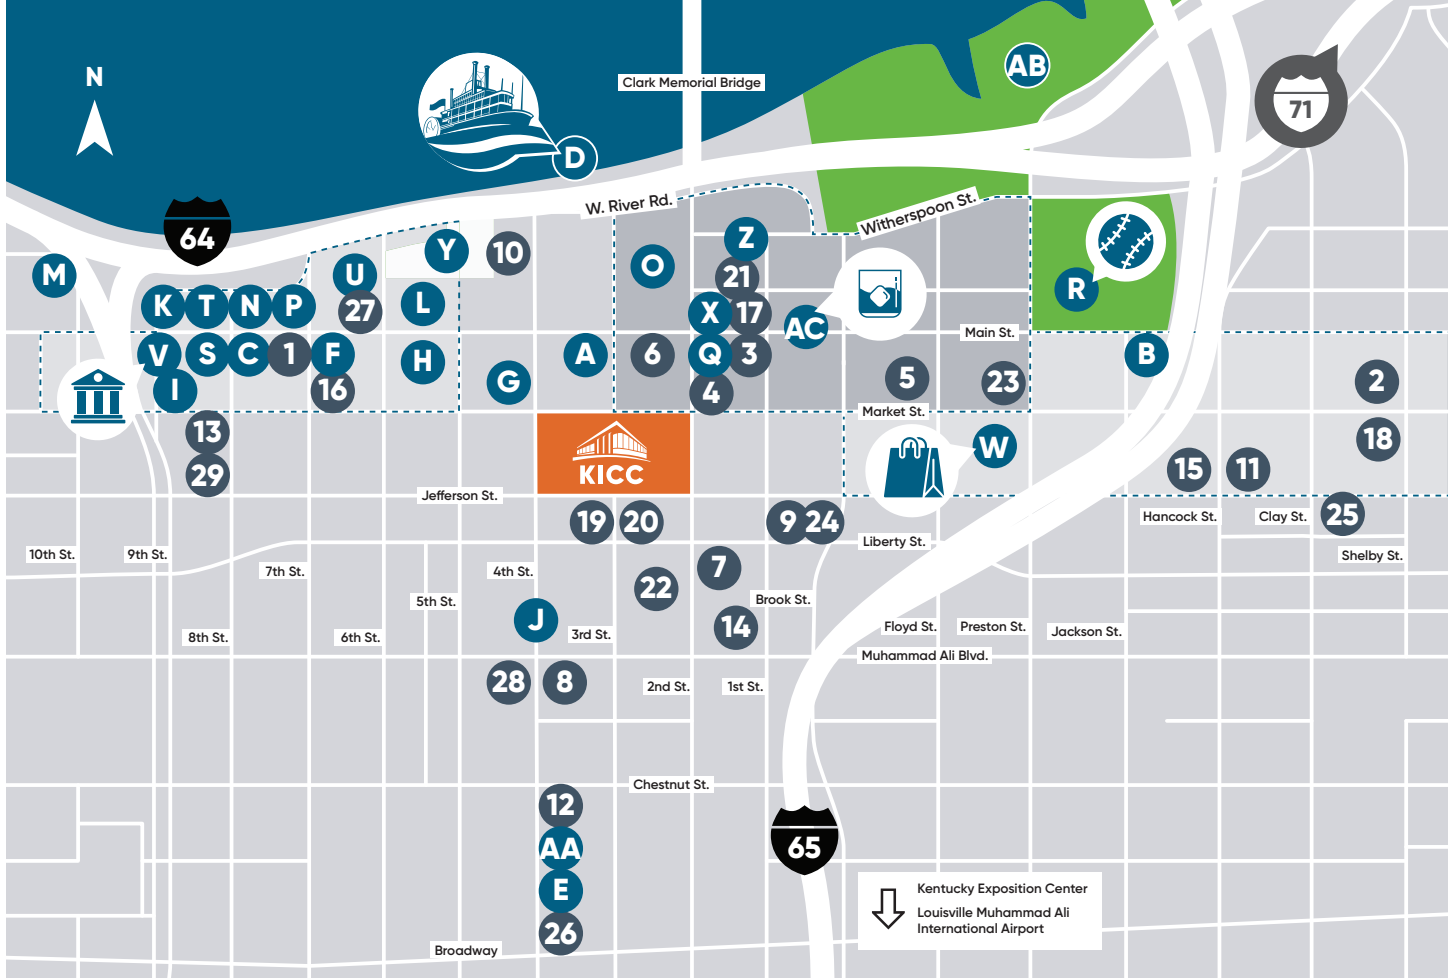 AB
N
Clark Memorial Bridge
71
D
W. River Rd.
Witherspoon St.
64
Y
10
Z
O
M
U
21
R
K
T
N
P
27
L
X
17
AC
Main St.
V
S
C
1
F
H
A
6
Q
3
B
I
16
G
4
5
23
2
Market St.
13
KICC
W
18
29
15
11
Jefferson St.
19
20
9
24
Hancock St.
Clay St.
25
Liberty St.
10th St.
9th St.
Shelby St.
7th St.
4th St.
7
22
5th St.
Brook St.
J
14
8th St.
6th St.
3rd St.
Floyd St.
Preston St.
Jackson St.
Muhammad Ali Blvd.
28
8
2nd St.
1st St.
Chestnut St.
12
AA
65
E
Kentucky Exposition Center
Louisville Muhammad Ali
International Airport
26
Broadway